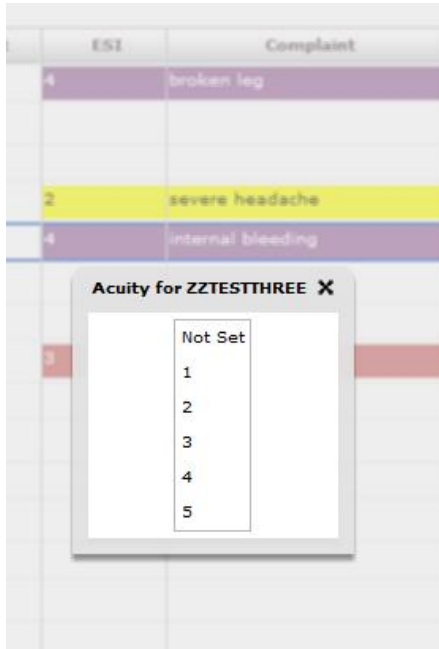 ESI Complaint
4 broken leg
2 severe headache
4 internal bleeding
Acuity for ZZTESTTHREE X
3
Not Set
1
2
3
4
5